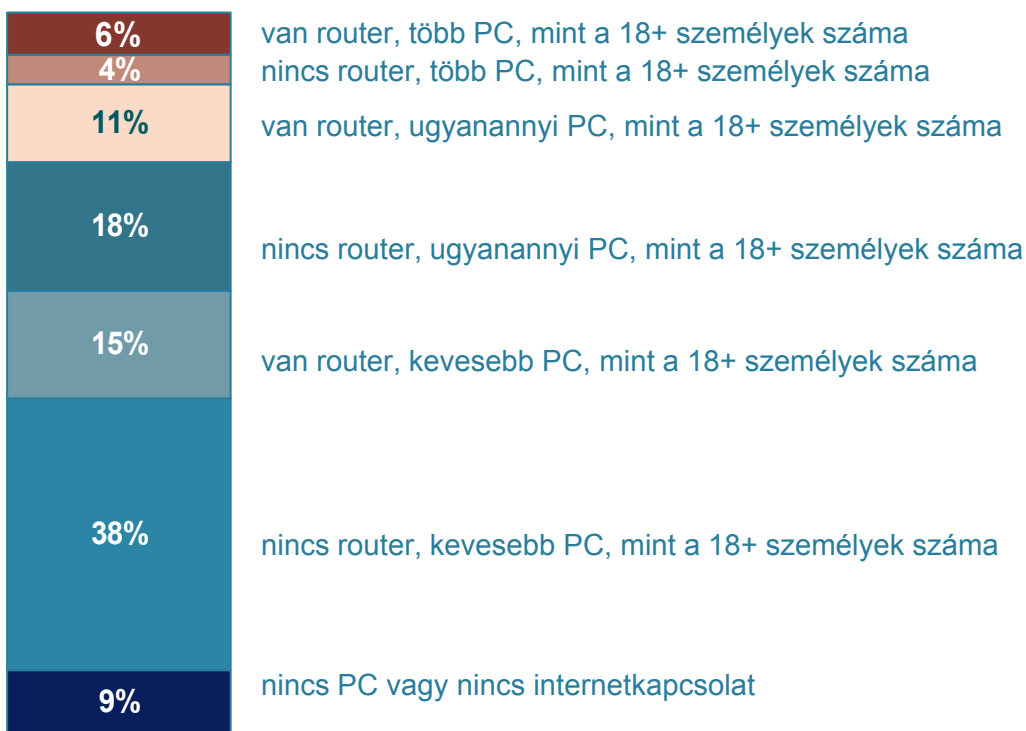 6% van router, több PC, mint a 18+ személyek száma
4% nincs router, több PC, mint a 18+ személyek száma
11% van router, ugyanannyi PC, mint a 18+ személyek száma
18% nincs router, ugyanannyi PC, mint a 18+ személyek száma
15% van router, kevesebb PC, mint a 18+ személyek száma
38% nincs router, kevesebb PC, mint a 18+ személyek száma
9% nincs PC vagy nincs internetkapcsolat